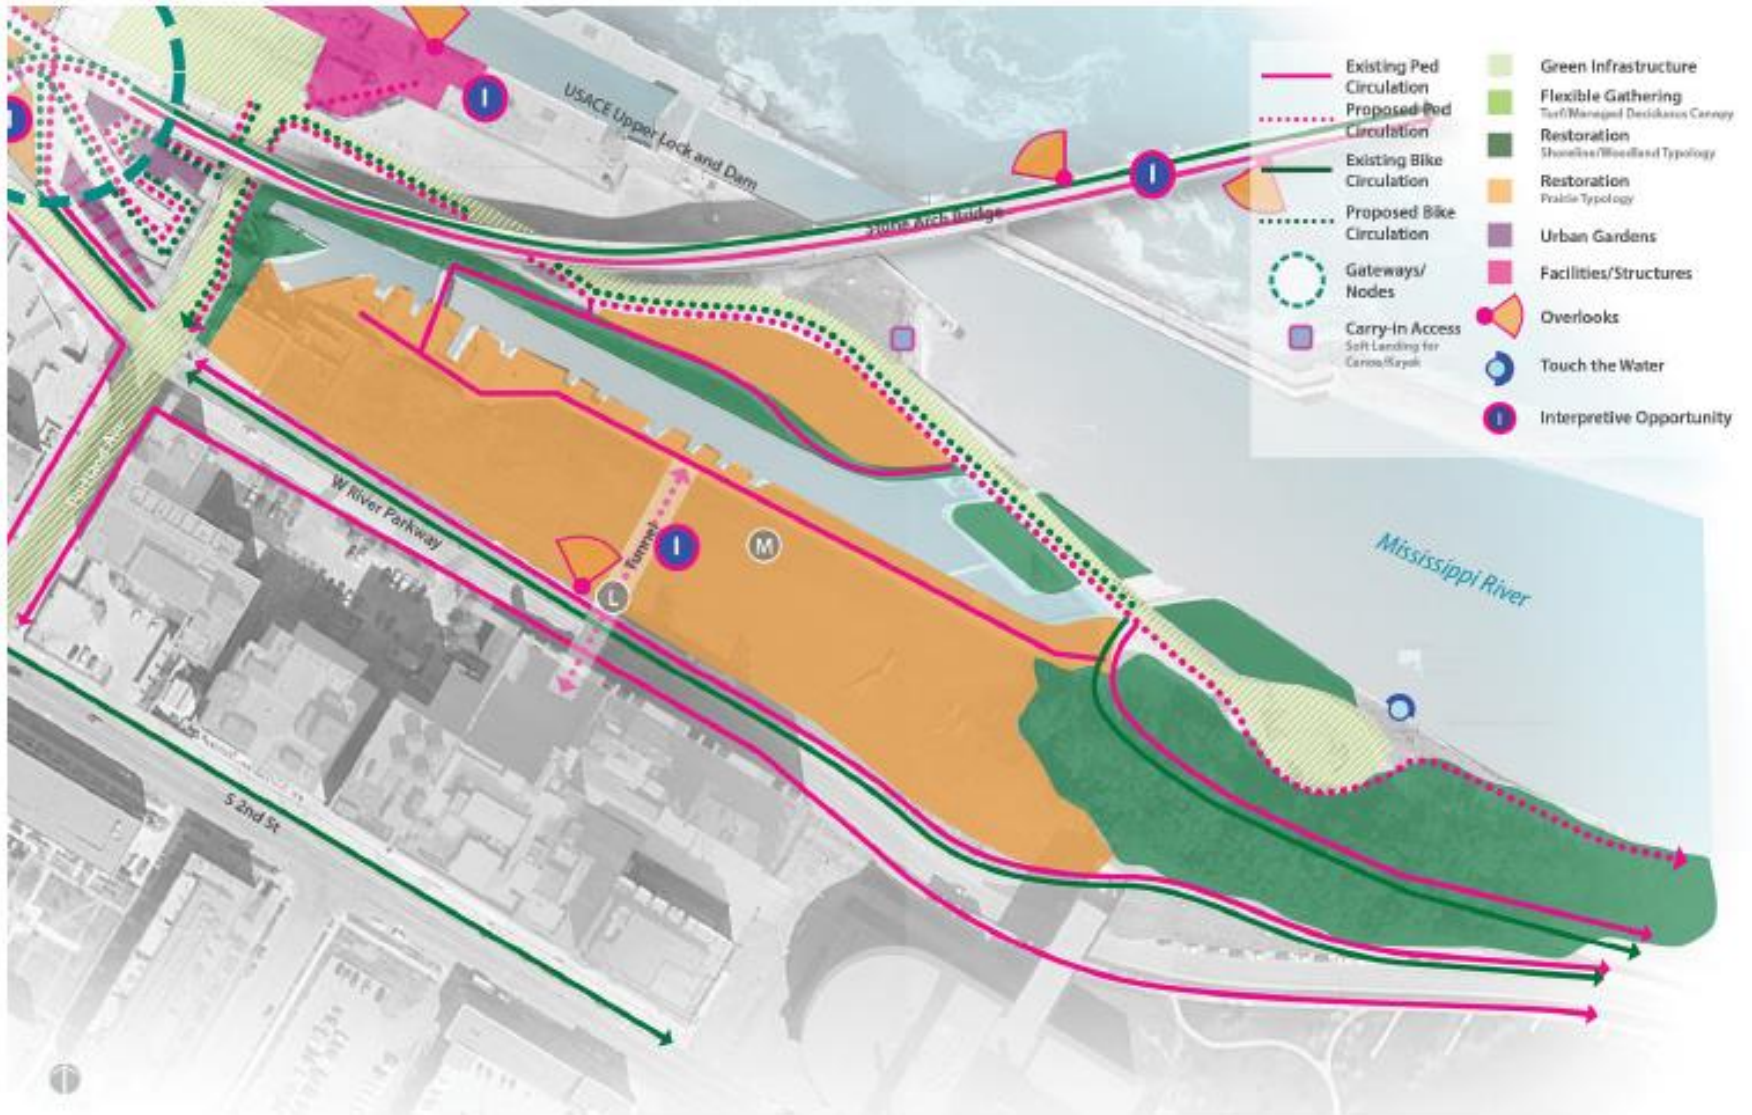 USACE Upper Lock and Dam
Stone Arch Bridge
I
I
I
Portland Ave
W River Parkway
Tunnel
L
M
S 2nd St
Mississippi River
Existing Ped
Circulation
Proposed Ped
Circulation
Existing Bike
Circulation
Proposed Bike
Circulation
Gateways/
Nodes
Carry-in Access
Soft Landing for
Canoe/Kayak
Green Infrastructure
Flexible Gathering
Turf/Managed Deciduous Canopy
Restoration
Shoreline/Woodland Typology
Restoration
Prairie Typology
Urban Gardens
Facilities/Structures
Overlooks
Touch the Water
I
Interpretive Opportunity